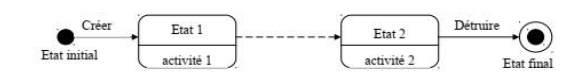 Créer
Etat 1
Etat 2
Détruire
Etat initial
activité 1
activité 2
Etat final